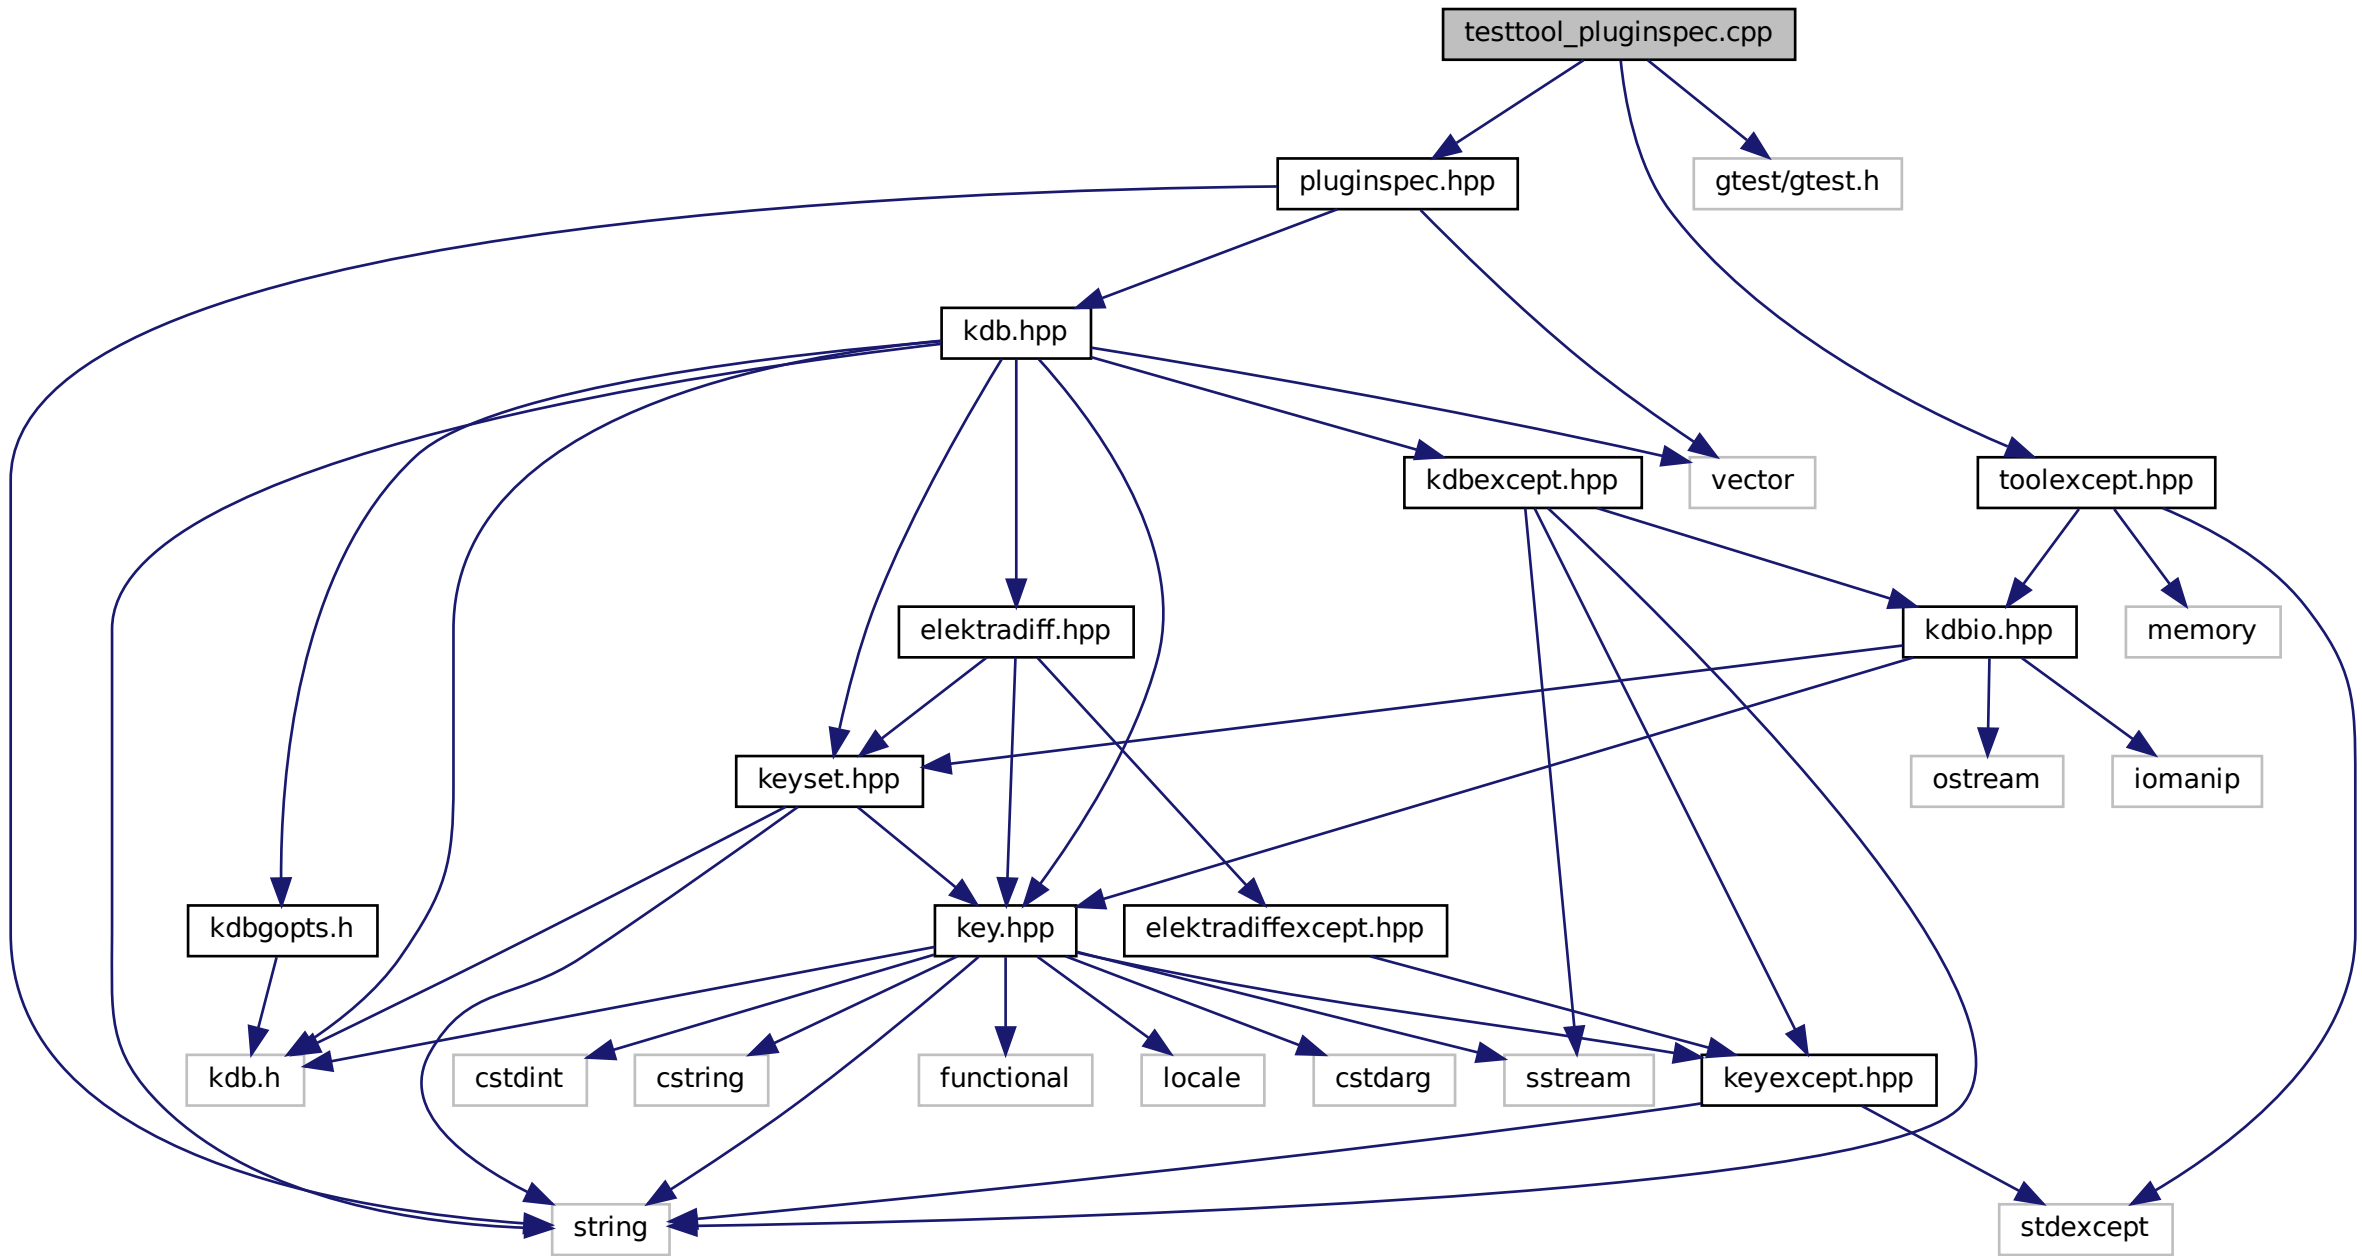 testtool_pluginspec.cpp
pluginspec.hpp
gtest/gtest.h
kdb.hpp
kdbexcept.hpp
vector
toolexcept.hpp
elektradiff.hpp
kdbio.hpp
memory
keyset.hpp
ostream
iomanip
kdbgopts.h
key.hpp
elektradiffexcept.hpp
kdb.h
cstdint
cstring
functional
locale
cstdarg
sstream
keyexcept.hpp
string
stdexcept